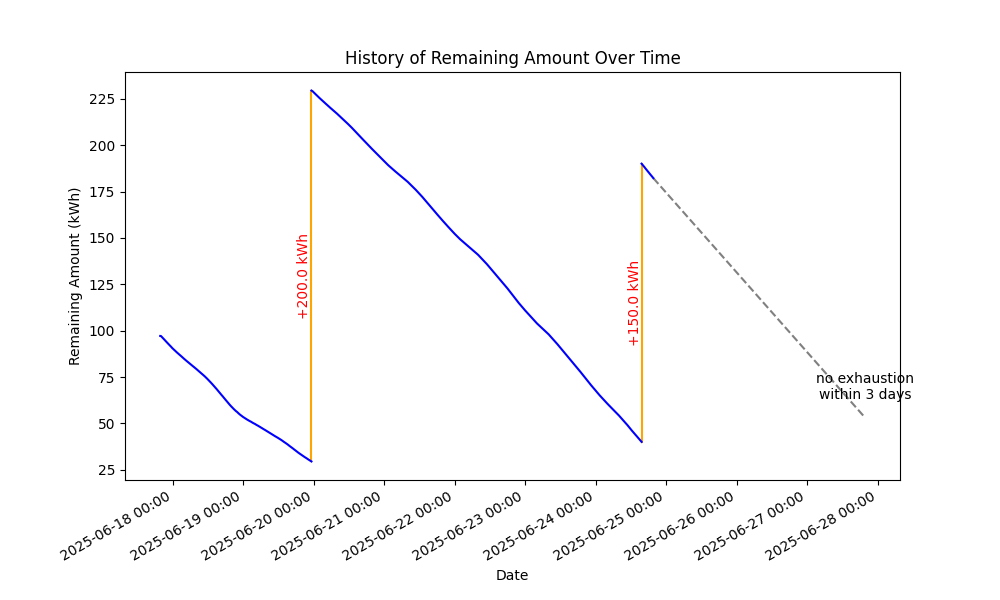 History of Remaining Amount Over Time
Remaining Amount (kWh)
225
200
175
150
125
100
75
50
25
+200.0 kWh
+150.0 kWh
no exhaustion
within 3 days
2025-06-18 00:00
2025-06-19 00:00
2025-06-20 00:00
2025-06-21 00:00
2025-06-22 00:00
2025-06-23 00:00
2025-06-24 00:00
2025-06-25 00:00
2025-06-26 00:00
2025-06-27 00:00
2025-06-28 00:00
Date